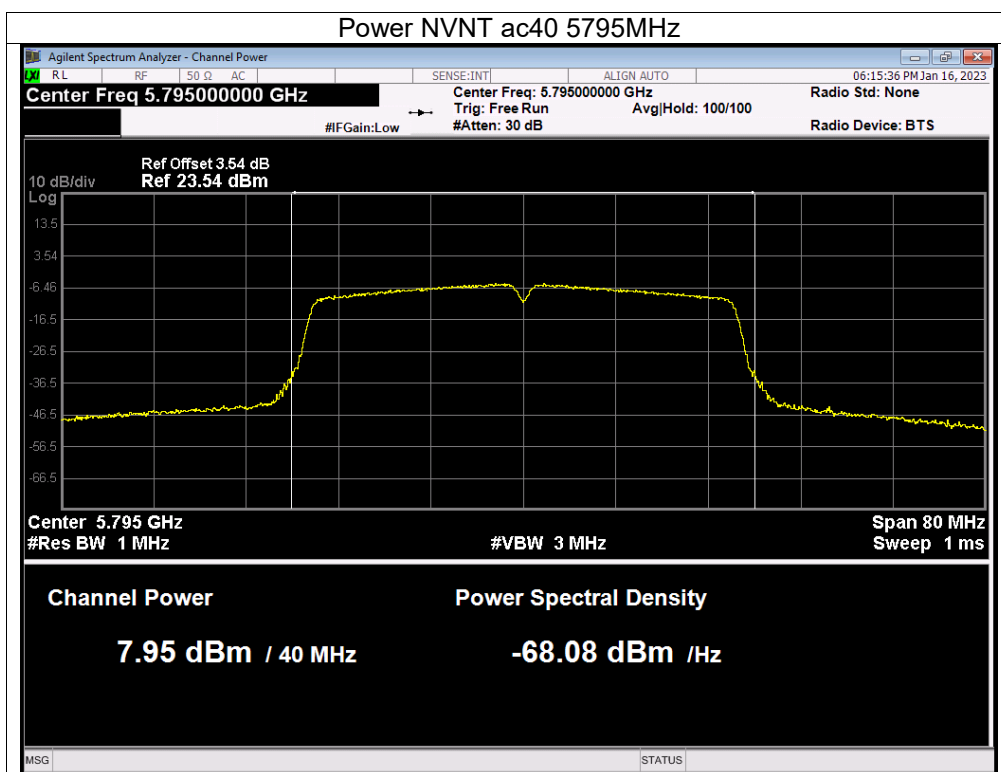 Power NVNT ac40 5795MHz
Agilent Spectrum Analyzer - Channel Power
LXI RL RF 50 Ω AC SENSE:INT ALIGN AUTO 06:15:36 PM Jan 16, 2023
Center Freq 5.795000000 GHz Center Freq: 5.795000000 GHz Radio Std: None
Trig: Free Run Avg|Hold: 100/100
#IFGain:Low #Atten: 30 dB Radio Device: BTS
Ref Offset 3.54 dB
10 dB/div Ref 23.54 dBm
Log
13.5
3.54
-6.46
-16.5
-26.5
-36.5
-46.5
-56.5
-66.5
Center 5.795 GHz Span 80 MHz
#Res BW 1 MHz #VBW 3 MHz Sweep 1 ms
Channel Power Power Spectral Density
7.95 dBm / 40 MHz -68.08 dBm /Hz
MSG STATUS